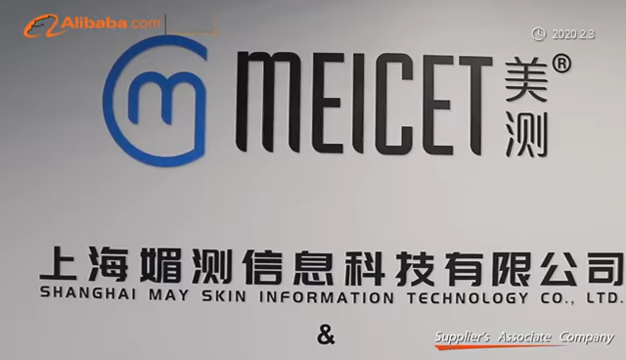 Alibaba.com
2020.2.3
MEICET 美测®
上海媚测信息科技有限公司
SHANGHAI MAY SKIN INFORMATION TECHNOLOGY CO., LTD.
&
Supplier's Associate Company